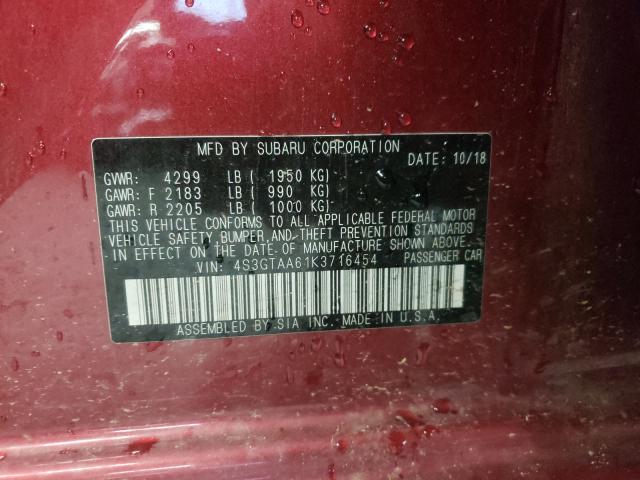 MFD BY SUBARU CORPORATION
DATE: 10/18
GVWR: 4299 LB ( 1950 KG)
GAWR: F 2183 LB ( 990 KG)
GAWR: R 2205 LB ( 1000 KG)
THIS VEHICLE CONFORMS TO ALL APPLICABLE FEDERAL MOTOR
VEHICLE SAFETY, BUMPER, AND THEFT PREVENTION STANDARDS
IN EFFECT ON THE DATE OF MANUFACTURE SHOWN ABOVE.
VIN: 4S3GTAA61K3716454 PASSENGER CAR
ASSEMBLED BY SIA INC. MADE IN U.S.A.